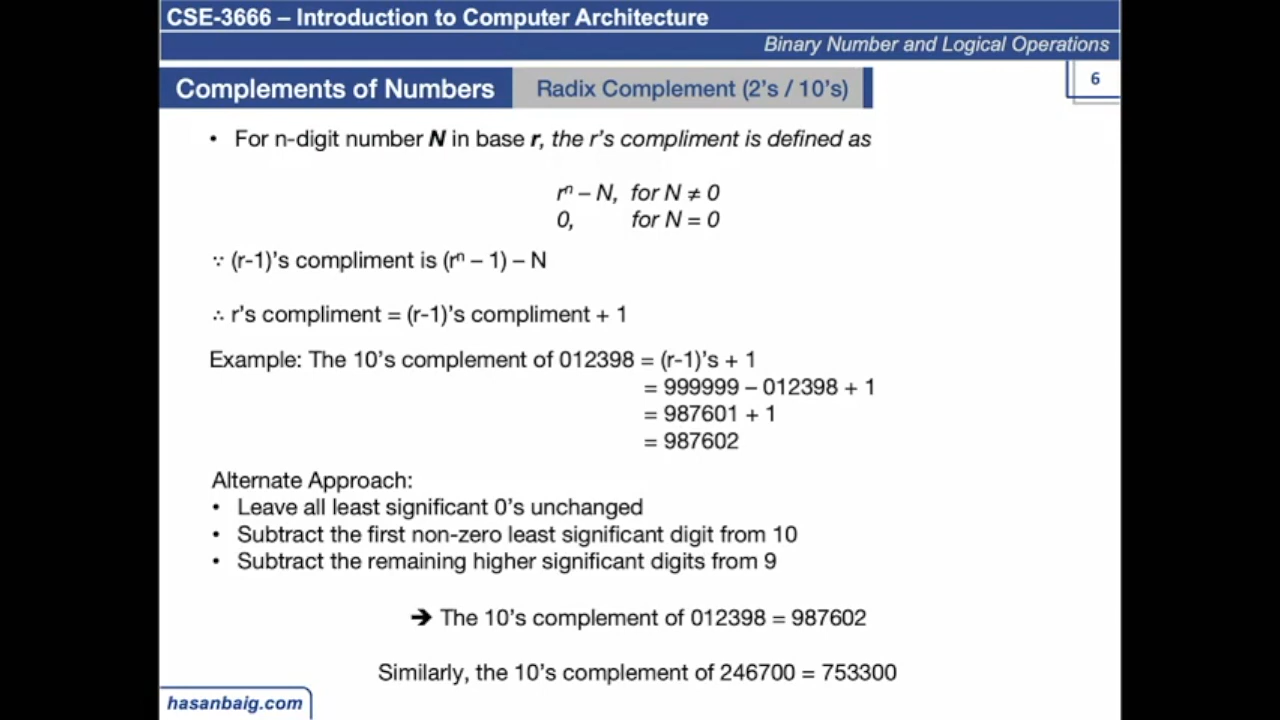 CSE-3666 – Introduction to Computer Architecture
Binary Number and Logical Operations
Complements of Numbers
Radix Complement (2's / 10's)
6
• For n-digit number N in base r, the r's compliment is defined as
rⁿ – N, for N ≠ 0
0, for N = 0
∵ (r-1)'s compliment is (rⁿ – 1) – N
∴ r's compliment = (r-1)'s compliment + 1
Example: The 10's complement of 012398 = (r-1)'s + 1
= 999999 – 012398 + 1
= 987601 + 1
= 987602
Alternate Approach:
• Leave all least significant 0's unchanged
• Subtract the first non-zero least significant digit from 10
• Subtract the remaining higher significant digits from 9
➔ The 10's complement of 012398 = 987602
Similarly, the 10's complement of 246700 = 753300
hasanbaig.com